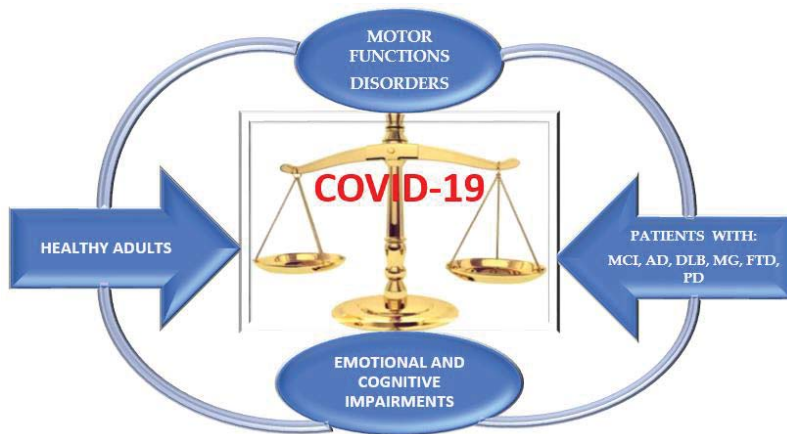 MOTOR
FUNCTIONS
DISORDERS
COVID-19
HEALTHY ADULTS
PATIENTS WITH:
MCI, AD, DLB, MG, FTD,
PD
EMOTIONAL AND
COGNITIVE
IMPAIRMENTS